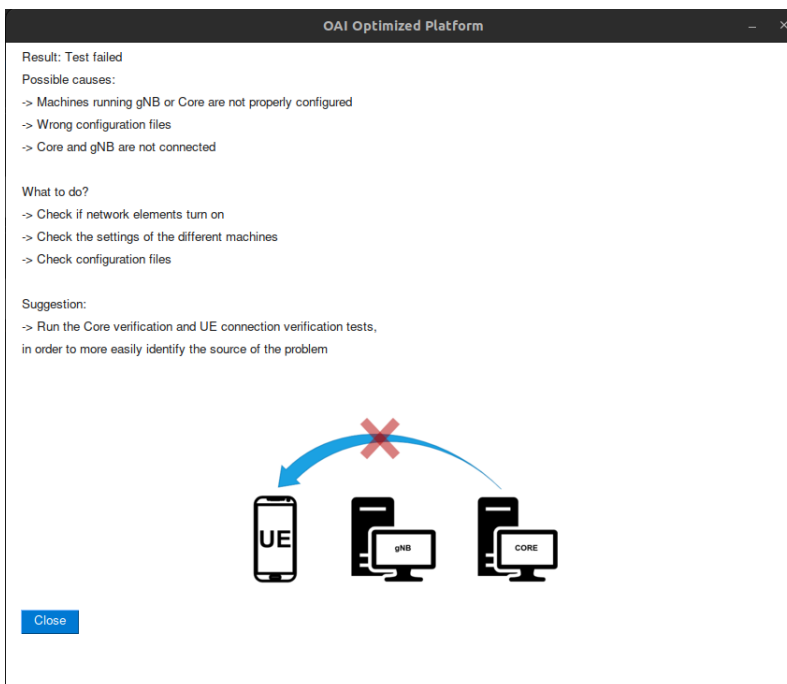 OAI Optimized Platform
Result: Test failed
Possible causes:
-> Machines running gNB or Core are not properly configured
-> Wrong configuration files
-> Core and gNB are not connected
What to do?
-> Check if network elements turn on
-> Check the settings of the different machines
-> Check configuration files
Suggestion:
-> Run the Core verification and UE connection verification tests,
in order to more easily identify the source of the problem
UE
gNB
CORE
Close